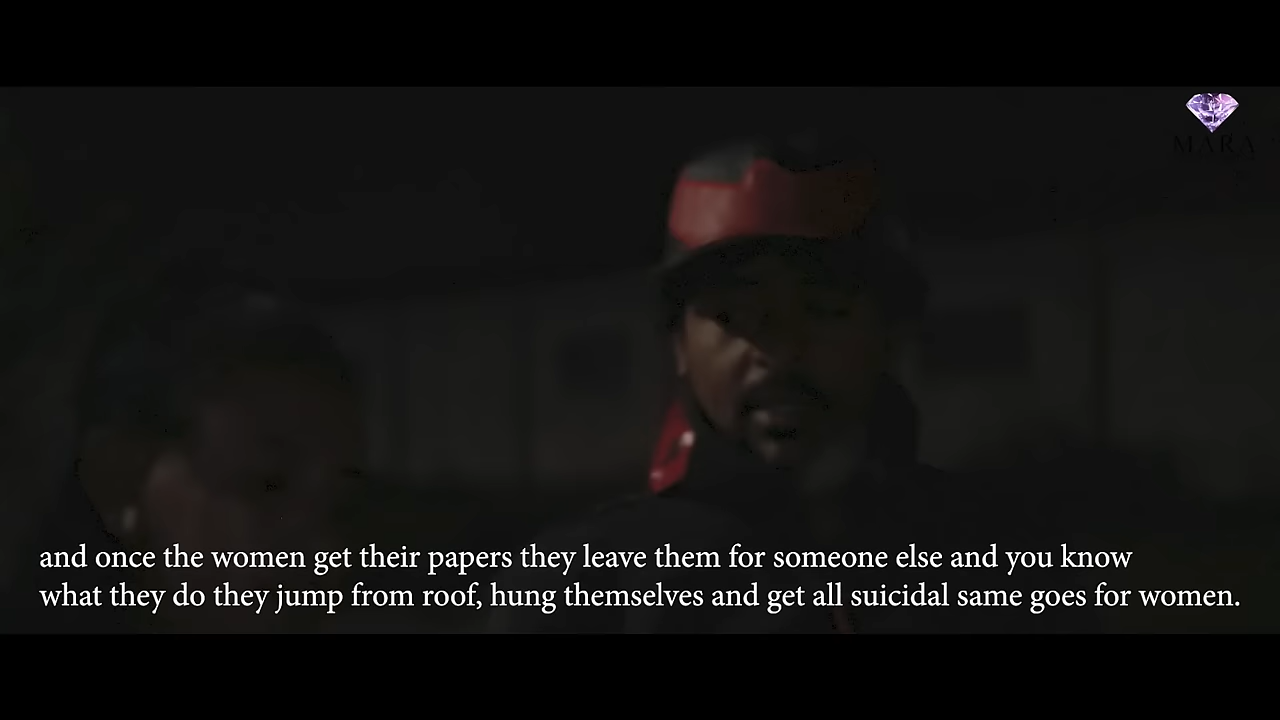 MARA
and once the women get their papers they leave them for someone else and you know
what they do they jump from roof, hung themselves and get all suicidal same goes for women.